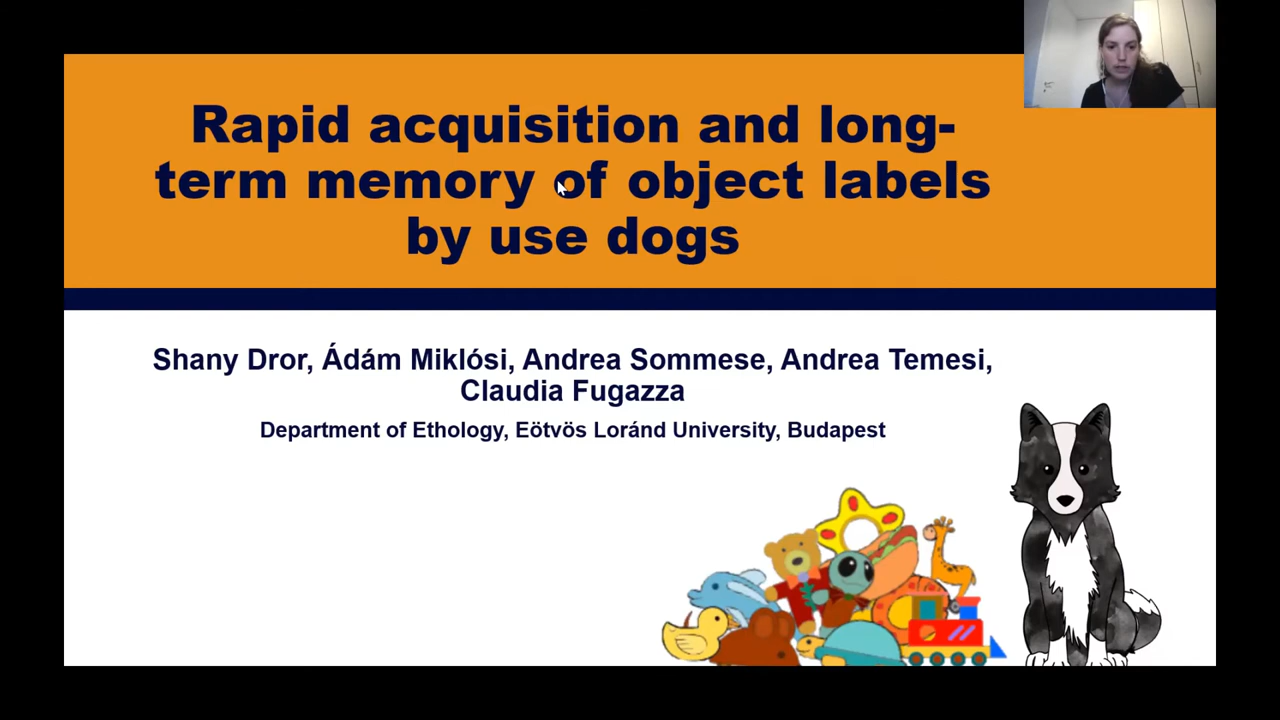 Rapid acquisition and long-
term memory of object labels
by use dogs
Shany Dror, Ádám Miklósi, Andrea Sommese, Andrea Temesi,
Claudia Fugazza
Department of Ethology, Eötvös Loránd University, Budapest